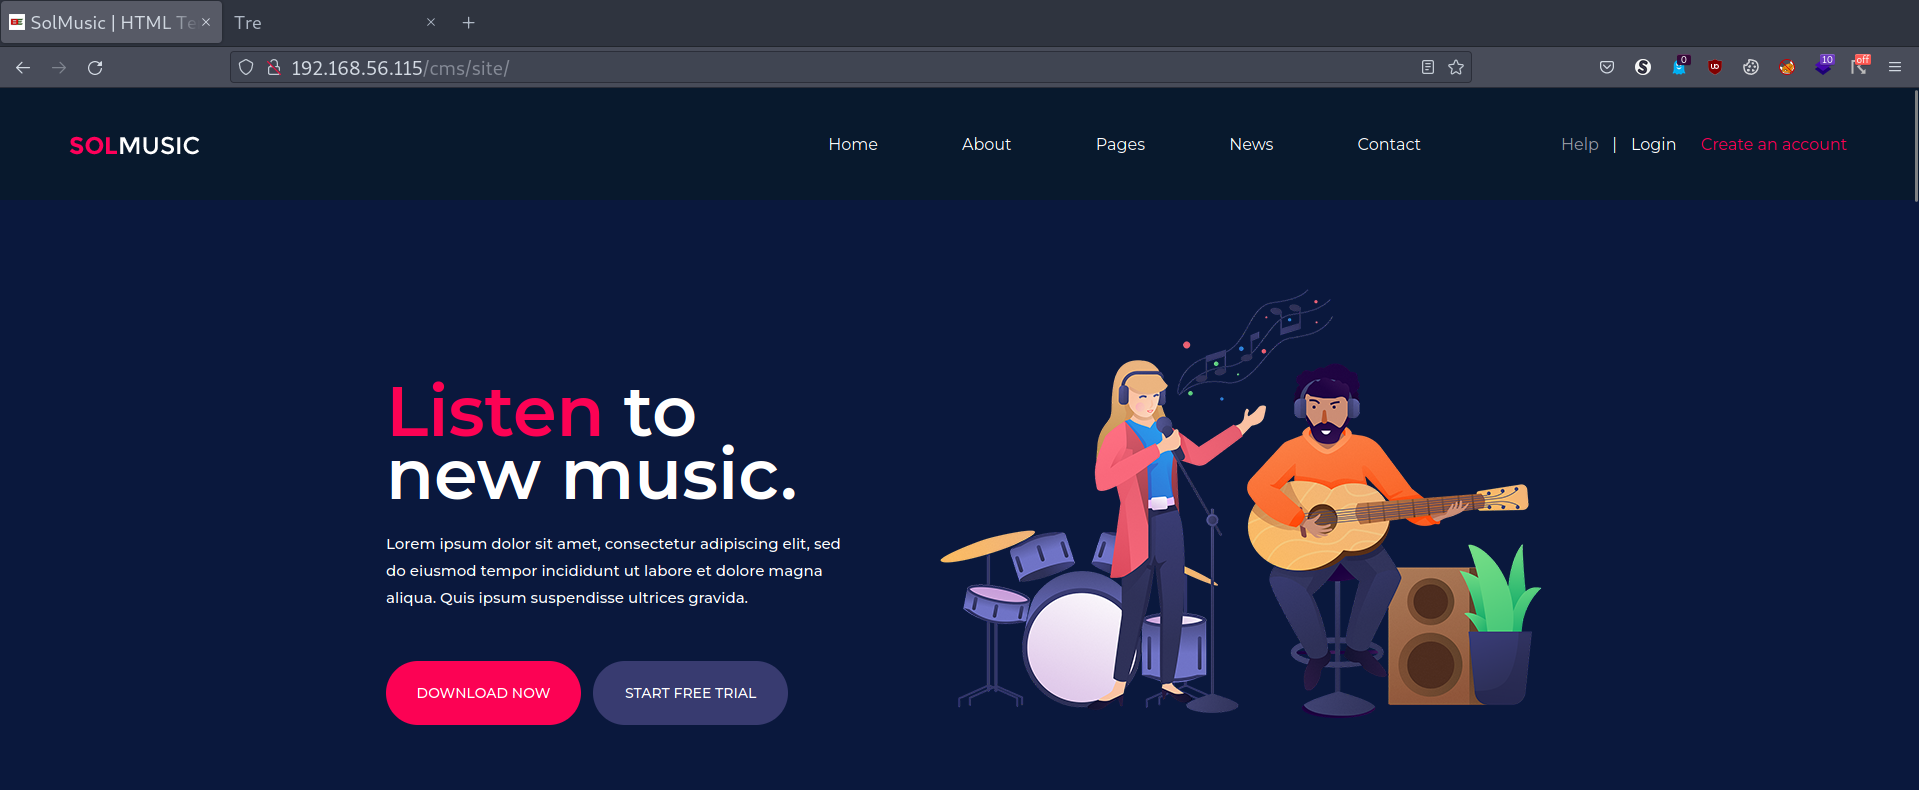 SolMusic | HTML Te
Tre
192.168.56.115/cms/site/
0
10
off
SOLMUSIC
Home
About
Pages
News
Contact
Help | Login
Create an account
Listen to
new music.
Lorem ipsum dolor sit amet, consectetur adipiscing elit, sed
do eiusmod tempor incididunt ut labore et dolore magna
aliqua. Quis ipsum suspendisse ultrices gravida.
DOWNLOAD NOW
START FREE TRIAL